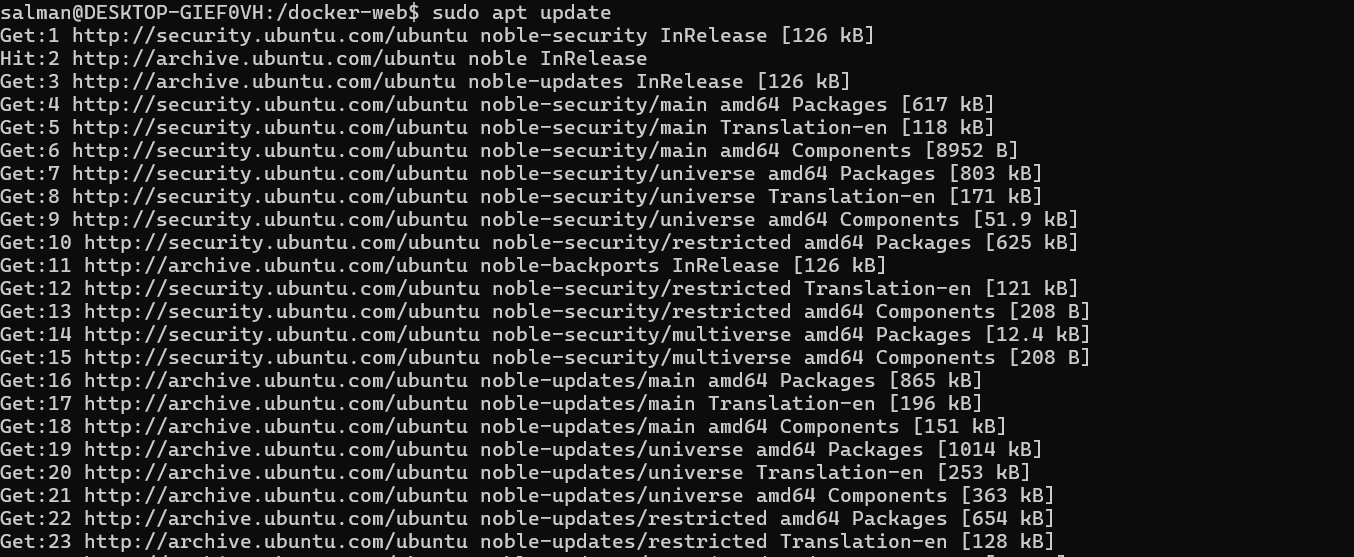 salman@DESKTOP-GIEF0VH:/docker-web$ sudo apt update
Get:1 http://security.ubuntu.com/ubuntu noble-security InRelease [126 kB]
Hit:2 http://archive.ubuntu.com/ubuntu noble InRelease
Get:3 http://archive.ubuntu.com/ubuntu noble-updates InRelease [126 kB]
Get:4 http://security.ubuntu.com/ubuntu noble-security/main amd64 Packages [617 kB]
Get:5 http://security.ubuntu.com/ubuntu noble-security/main Translation-en [118 kB]
Get:6 http://security.ubuntu.com/ubuntu noble-security/main amd64 Components [8952 B]
Get:7 http://security.ubuntu.com/ubuntu noble-security/universe amd64 Packages [803 kB]
Get:8 http://security.ubuntu.com/ubuntu noble-security/universe Translation-en [171 kB]
Get:9 http://security.ubuntu.com/ubuntu noble-security/universe amd64 Components [51.9 kB]
Get:10 http://security.ubuntu.com/ubuntu noble-security/restricted amd64 Packages [625 kB]
Get:11 http://archive.ubuntu.com/ubuntu noble-backports InRelease [126 kB]
Get:12 http://security.ubuntu.com/ubuntu noble-security/restricted Translation-en [121 kB]
Get:13 http://security.ubuntu.com/ubuntu noble-security/restricted amd64 Components [208 B]
Get:14 http://security.ubuntu.com/ubuntu noble-security/multiverse amd64 Packages [12.4 kB]
Get:15 http://security.ubuntu.com/ubuntu noble-security/multiverse amd64 Components [208 B]
Get:16 http://archive.ubuntu.com/ubuntu noble-updates/main amd64 Packages [865 kB]
Get:17 http://archive.ubuntu.com/ubuntu noble-updates/main Translation-en [196 kB]
Get:18 http://archive.ubuntu.com/ubuntu noble-updates/main amd64 Components [151 kB]
Get:19 http://archive.ubuntu.com/ubuntu noble-updates/universe amd64 Packages [1014 kB]
Get:20 http://archive.ubuntu.com/ubuntu noble-updates/universe Translation-en [253 kB]
Get:21 http://archive.ubuntu.com/ubuntu noble-updates/universe amd64 Components [363 kB]
Get:22 http://archive.ubuntu.com/ubuntu noble-updates/restricted amd64 Packages [654 kB]
Get:23 http://archive.ubuntu.com/ubuntu noble-updates/restricted Translation-en [128 kB]